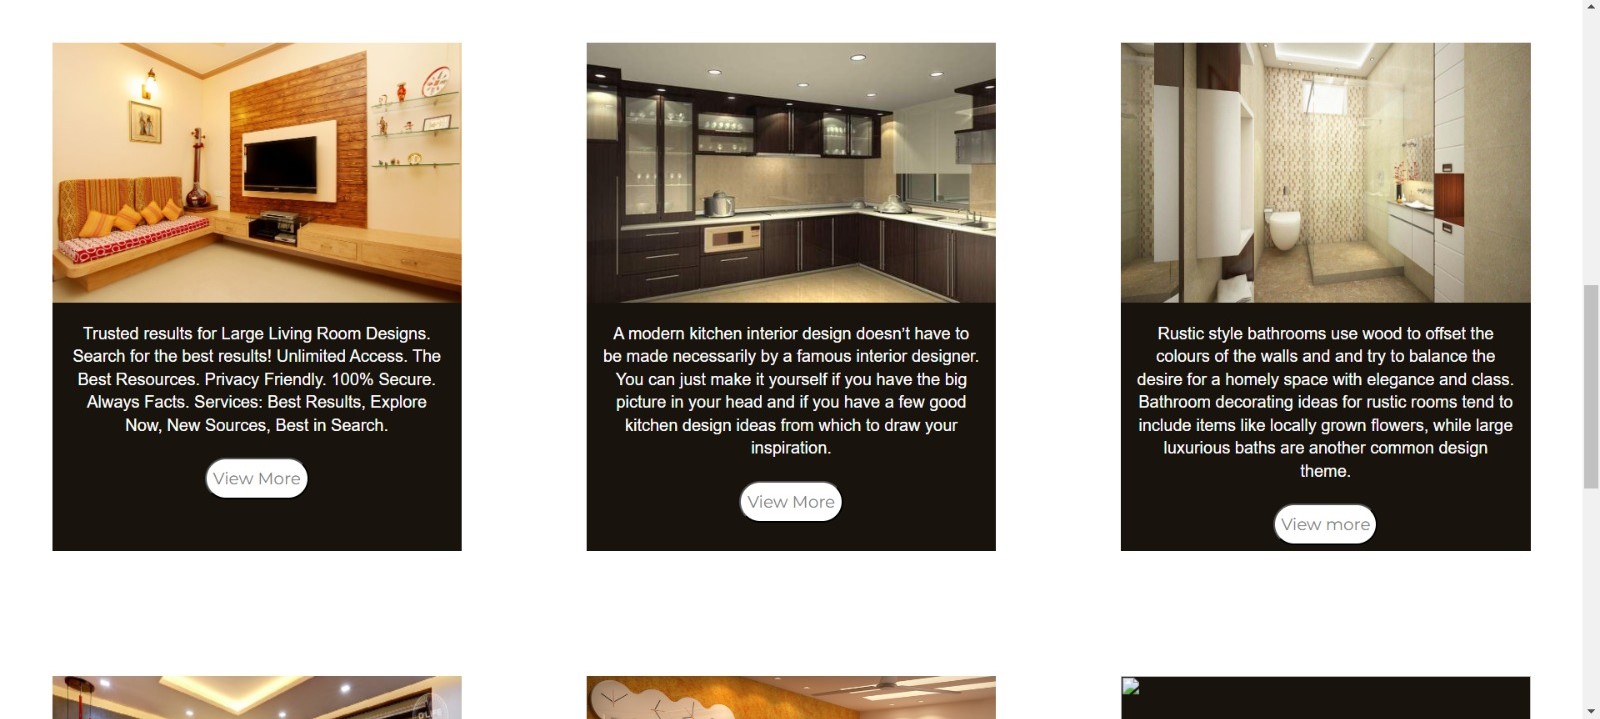 Trusted results for Large Living Room Designs.
Search for the best results! Unlimited Access. The
Best Resources. Privacy Friendly. 100% Secure.
Always Facts. Services: Best Results, Explore
Now, New Sources, Best in Search.
View More
A modern kitchen interior design doesn’t have to
be made necessarily by a famous interior designer.
You can just make it yourself if you have the big
picture in your head and if you have a few good
kitchen design ideas from which to draw your
inspiration.
View More
Rustic style bathrooms use wood to offset the
colours of the walls and and try to balance the
desire for a homely space with elegance and class.
Bathroom decorating ideas for rustic rooms tend to
include items like locally grown flowers, while large
luxurious baths are another common design
theme.
View more